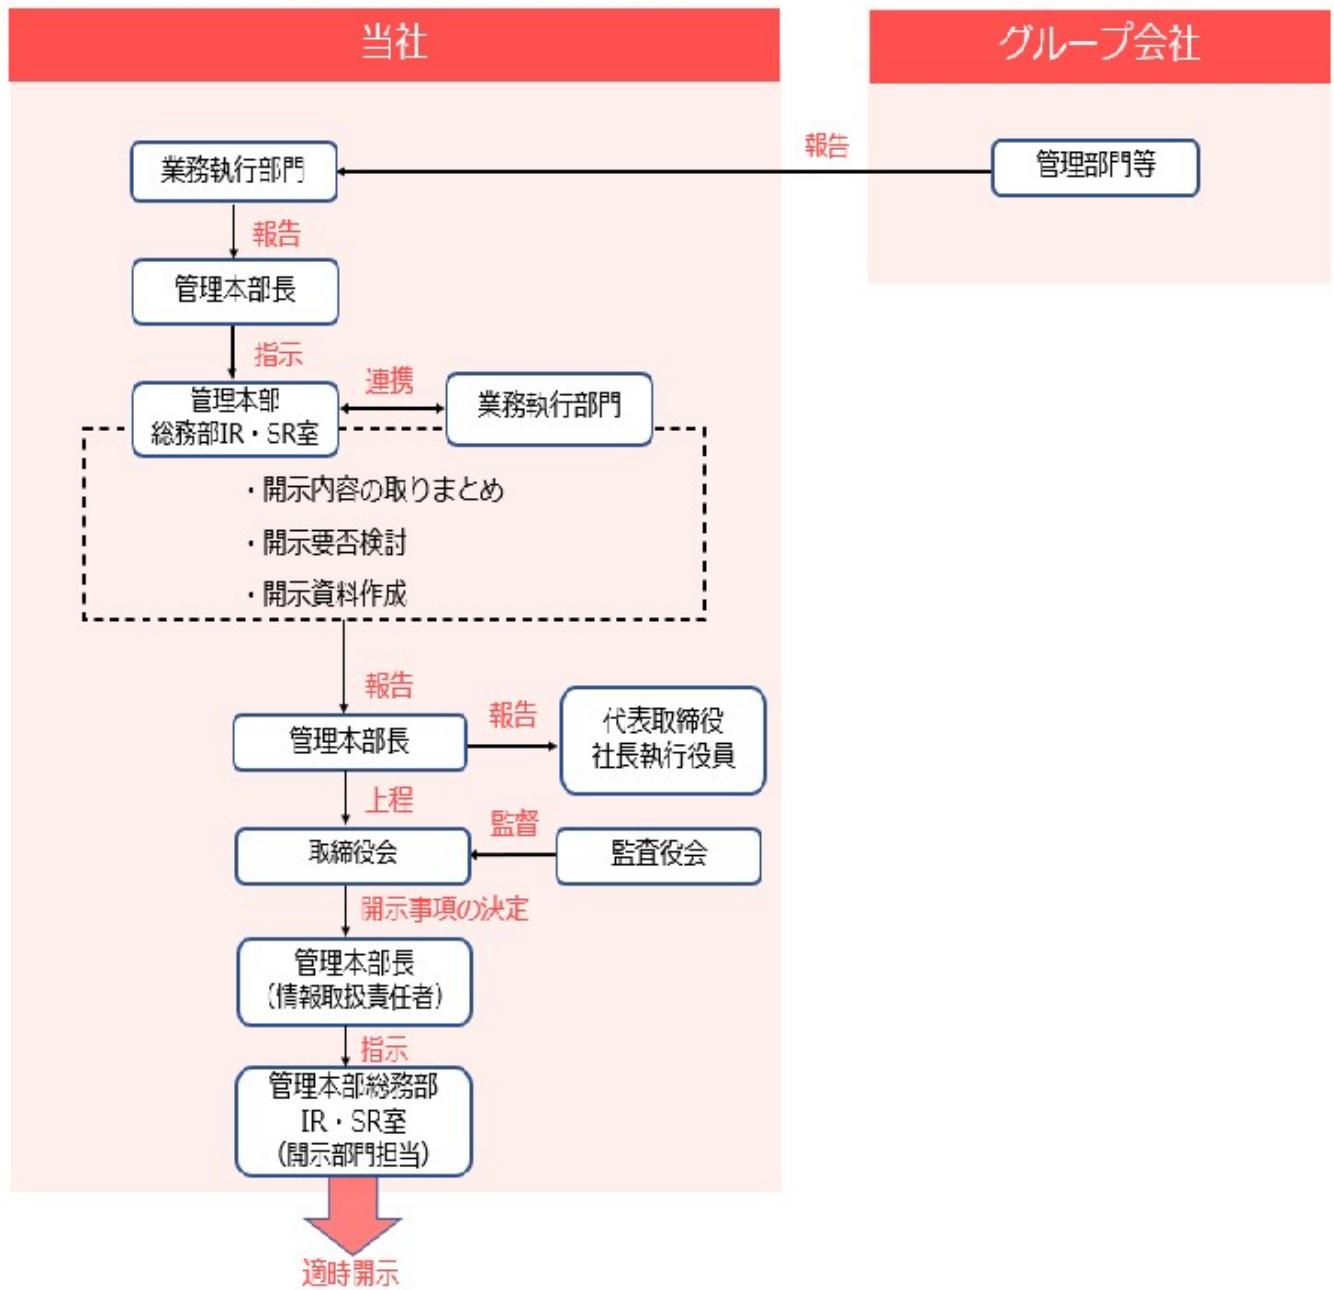 当社
グループ会社
報告
業務執行部門
管理部門等
報告
管理本部長
指示
管理本部
総務部IR・SR室
連携
業務執行部門
・開示内容の取りまとめ
・開示要否検討
・開示資料作成
報告
管理本部長
報告
代表取締役
社長執行役員
上程
取締役会
監督
監査役会
開示事項の決定
管理本部長
（情報取扱責任者）
指示
管理本部総務部
IR・SR室
（開示部門担当）
適時開示